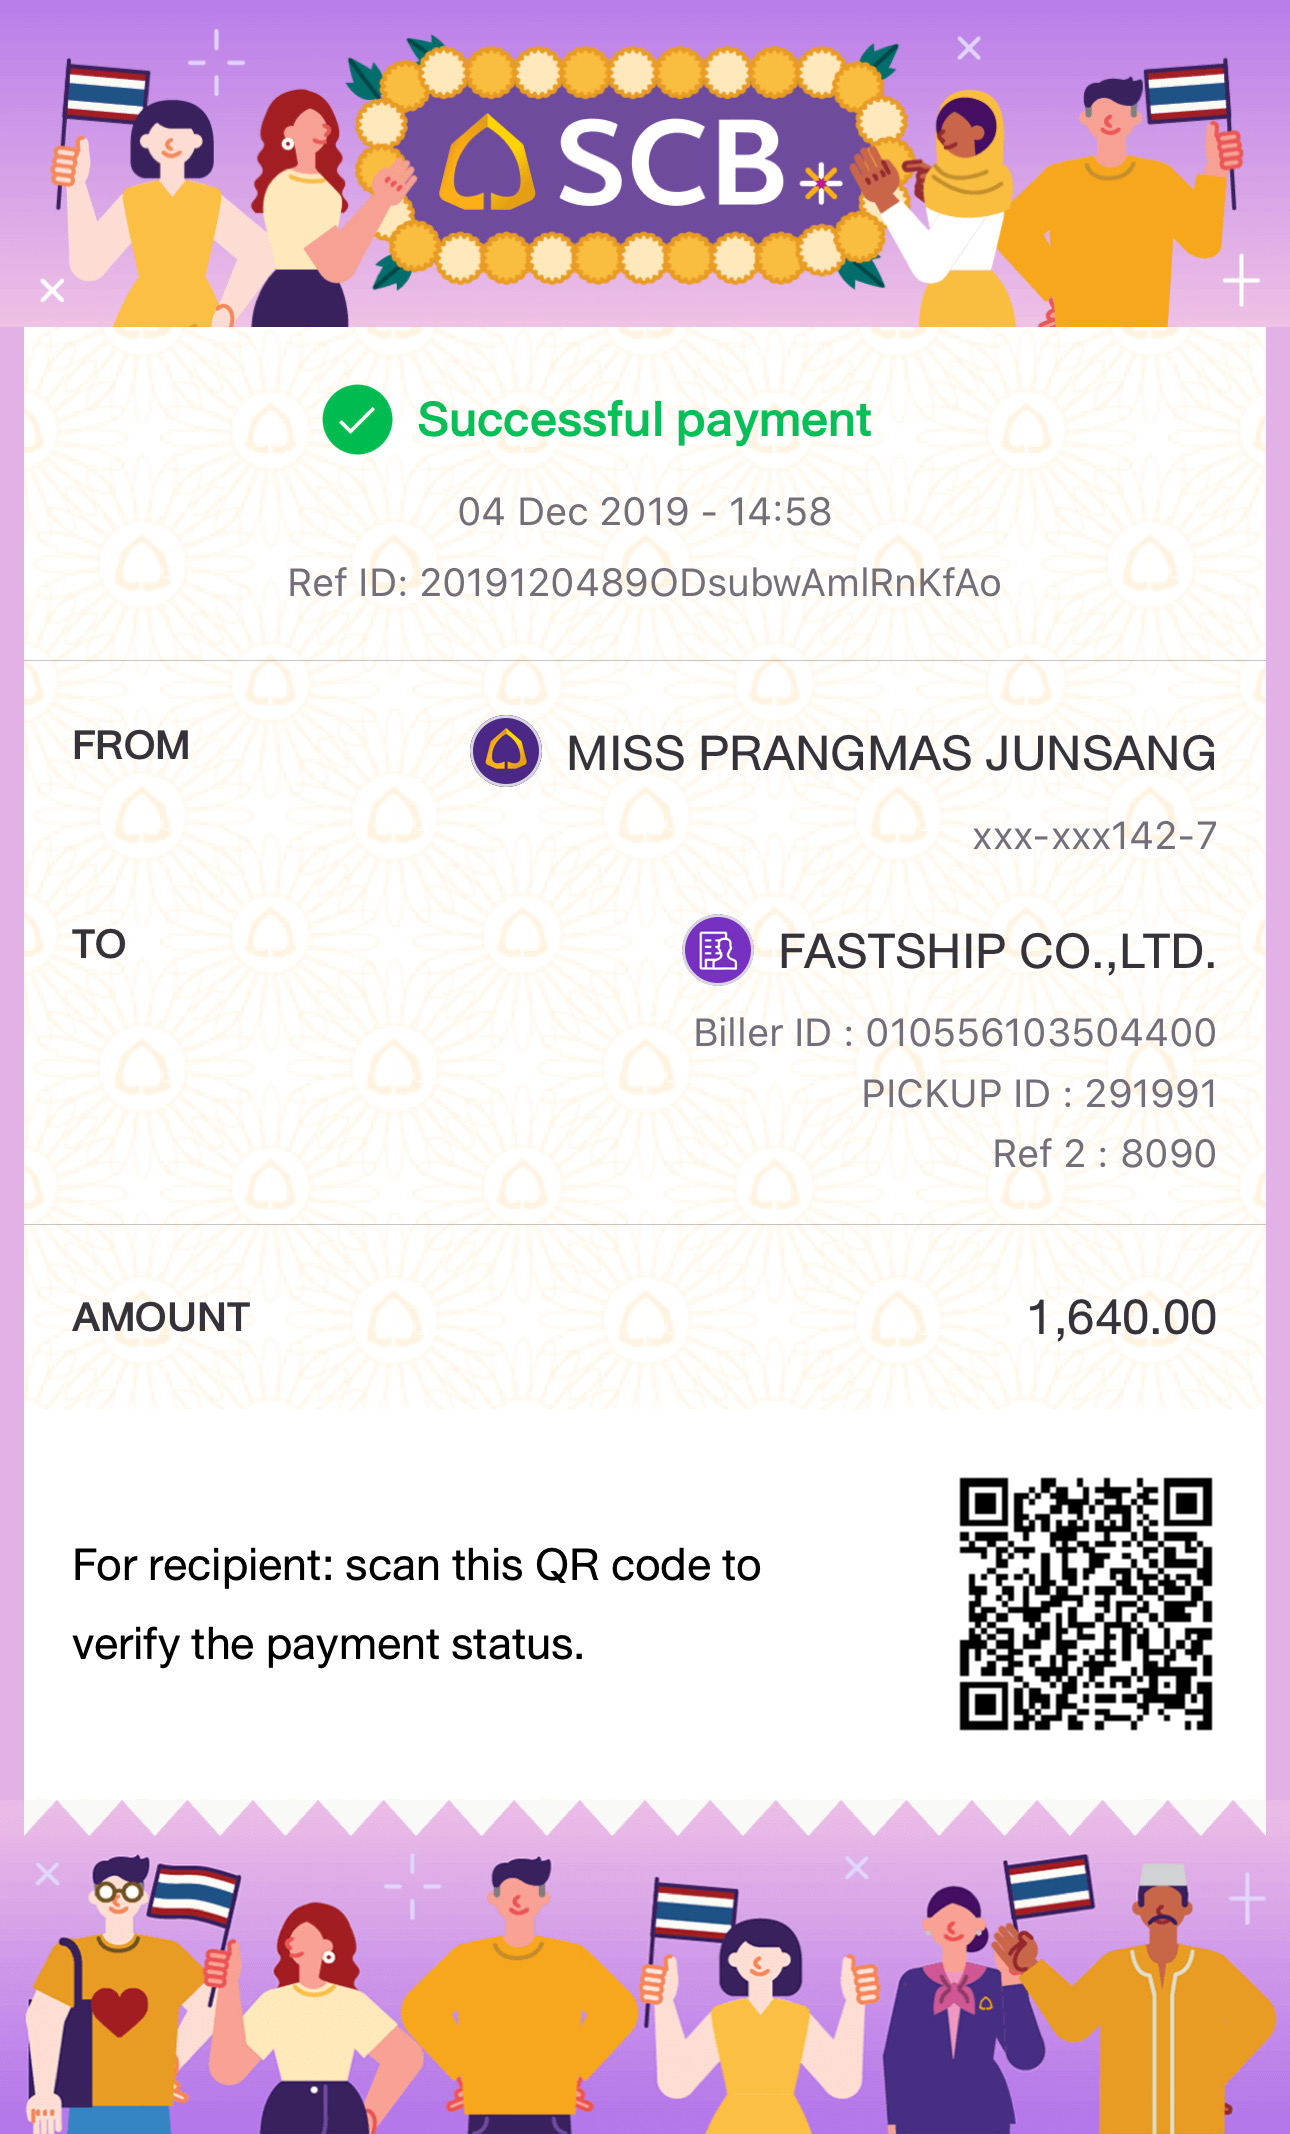 SCB
Successful payment
04 Dec 2019 - 14:58
Ref ID: 2019120489ODsubwAmlRnKfAo
FROM
MISS PRANGMAS JUNSANG
xxx-xxx142-7
TO
FASTSHIP CO.,LTD.
Biller ID : 010556103504400
PICKUP ID : 291991
Ref 2 : 8090
AMOUNT
1,640.00
For recipient: scan this QR code to
verify the payment status.